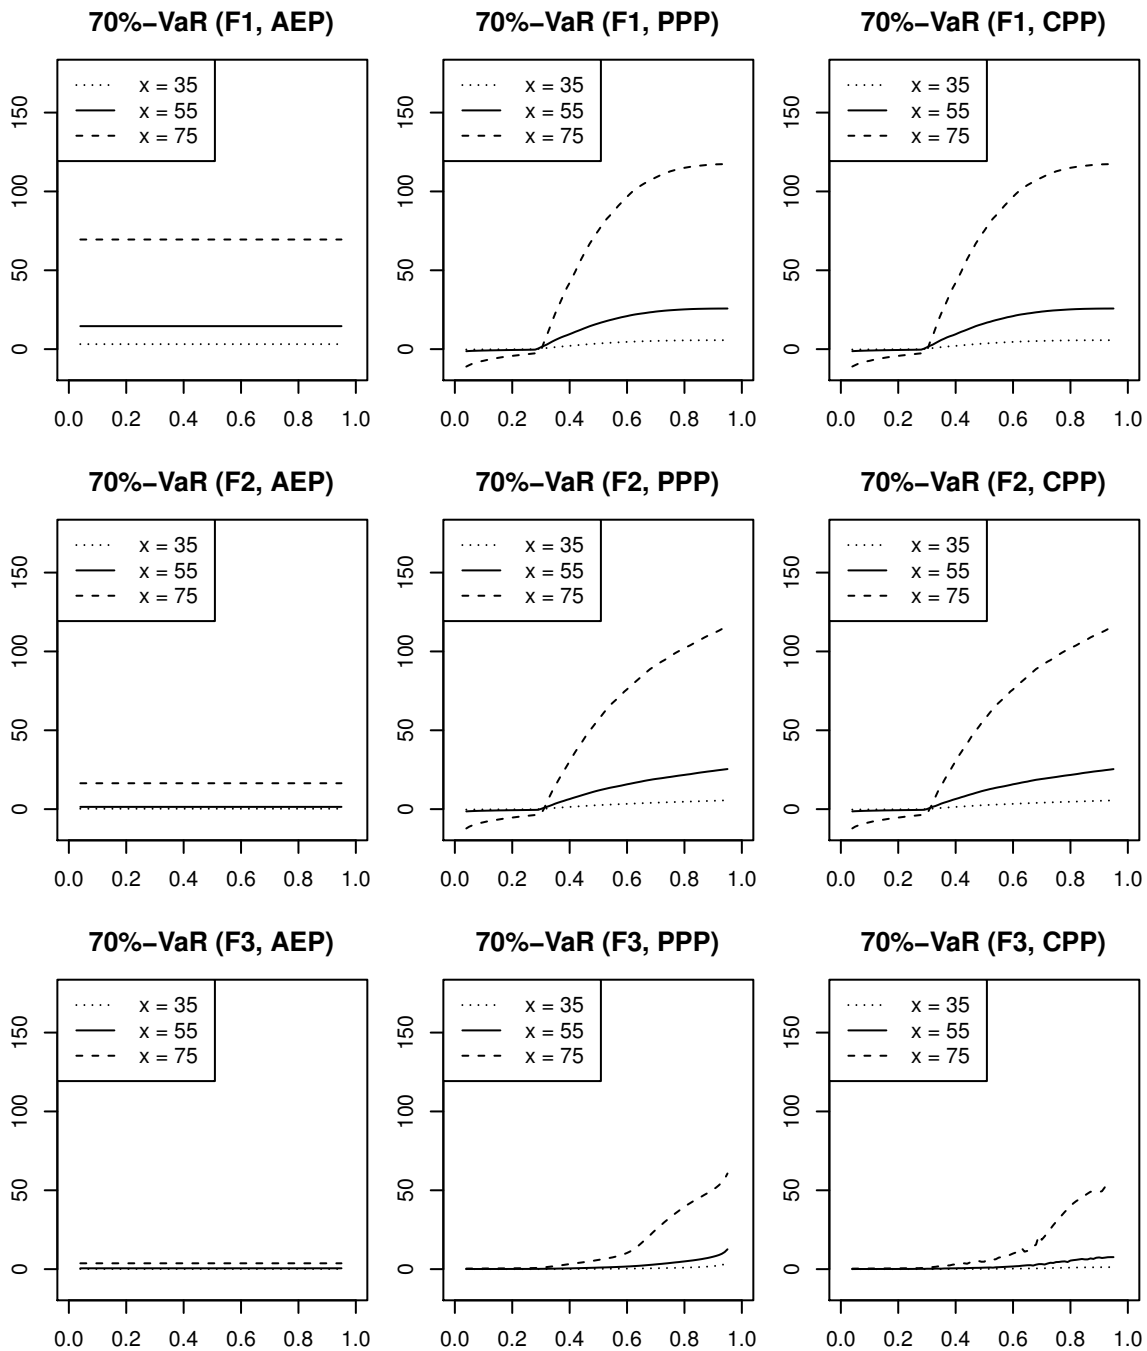 70%−VaR (F1, AEP)
x = 35
x = 55
x = 75
150
100
50
0
0.0 0.2 0.4 0.6 0.8 1.0
70%−VaR (F1, PPP)
x = 35
x = 55
x = 75
150
100
50
0
0.0 0.2 0.4 0.6 0.8 1.0
70%−VaR (F1, CPP)
x = 35
x = 55
x = 75
150
100
50
0
0.0 0.2 0.4 0.6 0.8 1.0
70%−VaR (F2, AEP)
x = 35
x = 55
x = 75
150
100
50
0
0.0 0.2 0.4 0.6 0.8 1.0
70%−VaR (F2, PPP)
x = 35
x = 55
x = 75
150
100
50
0
0.0 0.2 0.4 0.6 0.8 1.0
70%−VaR (F2, CPP)
x = 35
x = 55
x = 75
150
100
50
0
0.0 0.2 0.4 0.6 0.8 1.0
70%−VaR (F3, AEP)
x = 35
x = 55
x = 75
150
100
50
0
0.0 0.2 0.4 0.6 0.8 1.0
70%−VaR (F3, PPP)
x = 35
x = 55
x = 75
150
100
50
0
0.0 0.2 0.4 0.6 0.8 1.0
70%−VaR (F3, CPP)
x = 35
x = 55
x = 75
150
100
50
0
0.0 0.2 0.4 0.6 0.8 1.0